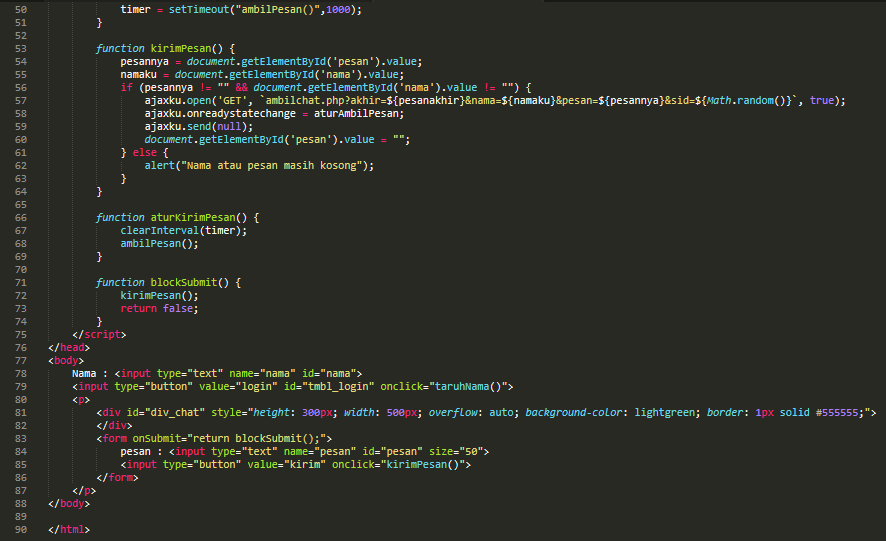 50 timer = setTimeout("ambilPesan()",1000);
51 }
52
53 function kirimPesan() {
54 pesannya = document.getElementById('pesan').value;
55 namaku = document.getElementById('nama').value;
56 if (pesannya != "" && document.getElementById('nama').value != "") {
57 ajaxku.open('GET', `ambilchat.php?akhir=${pesanakhir}&nama=${namaku}&pesan=${pesannya}&sid=${Math.random()}`, true);
58 ajaxku.onreadystatechange = aturAmbilPesan;
59 ajaxku.send(null);
60 document.getElementById('pesan').value = "";
61 } else {
62 alert("Nama atau pesan masih kosong");
63 }
64 }
65
66 function aturKirimPesan() {
67 clearInterval(timer);
68 ambilPesan();
69 }
70
71 function blockSubmit() {
72 kirimPesan();
73 return false;
74 }
75 </script>
76 </head>
77 <body>
78 Nama : <input type="text" name="nama" id="nama">
79 <input type="button" value="login" id="tmbl_login" onclick="taruhNama()">
80 <p>
81 <div id="div_chat" style="height: 300px; width: 500px; overflow: auto; background-color: lightgreen; border: 1px solid #555555;">
82 </div>
83 <form onSubmit="return blockSubmit();">
84 pesan : <input type="text" name="pesan" id="pesan" size="50">
85 <input type="button" value="kirim" onclick="kirimPesan()">
86 </form>
87 </p>
88 </body>
89
90 </html>